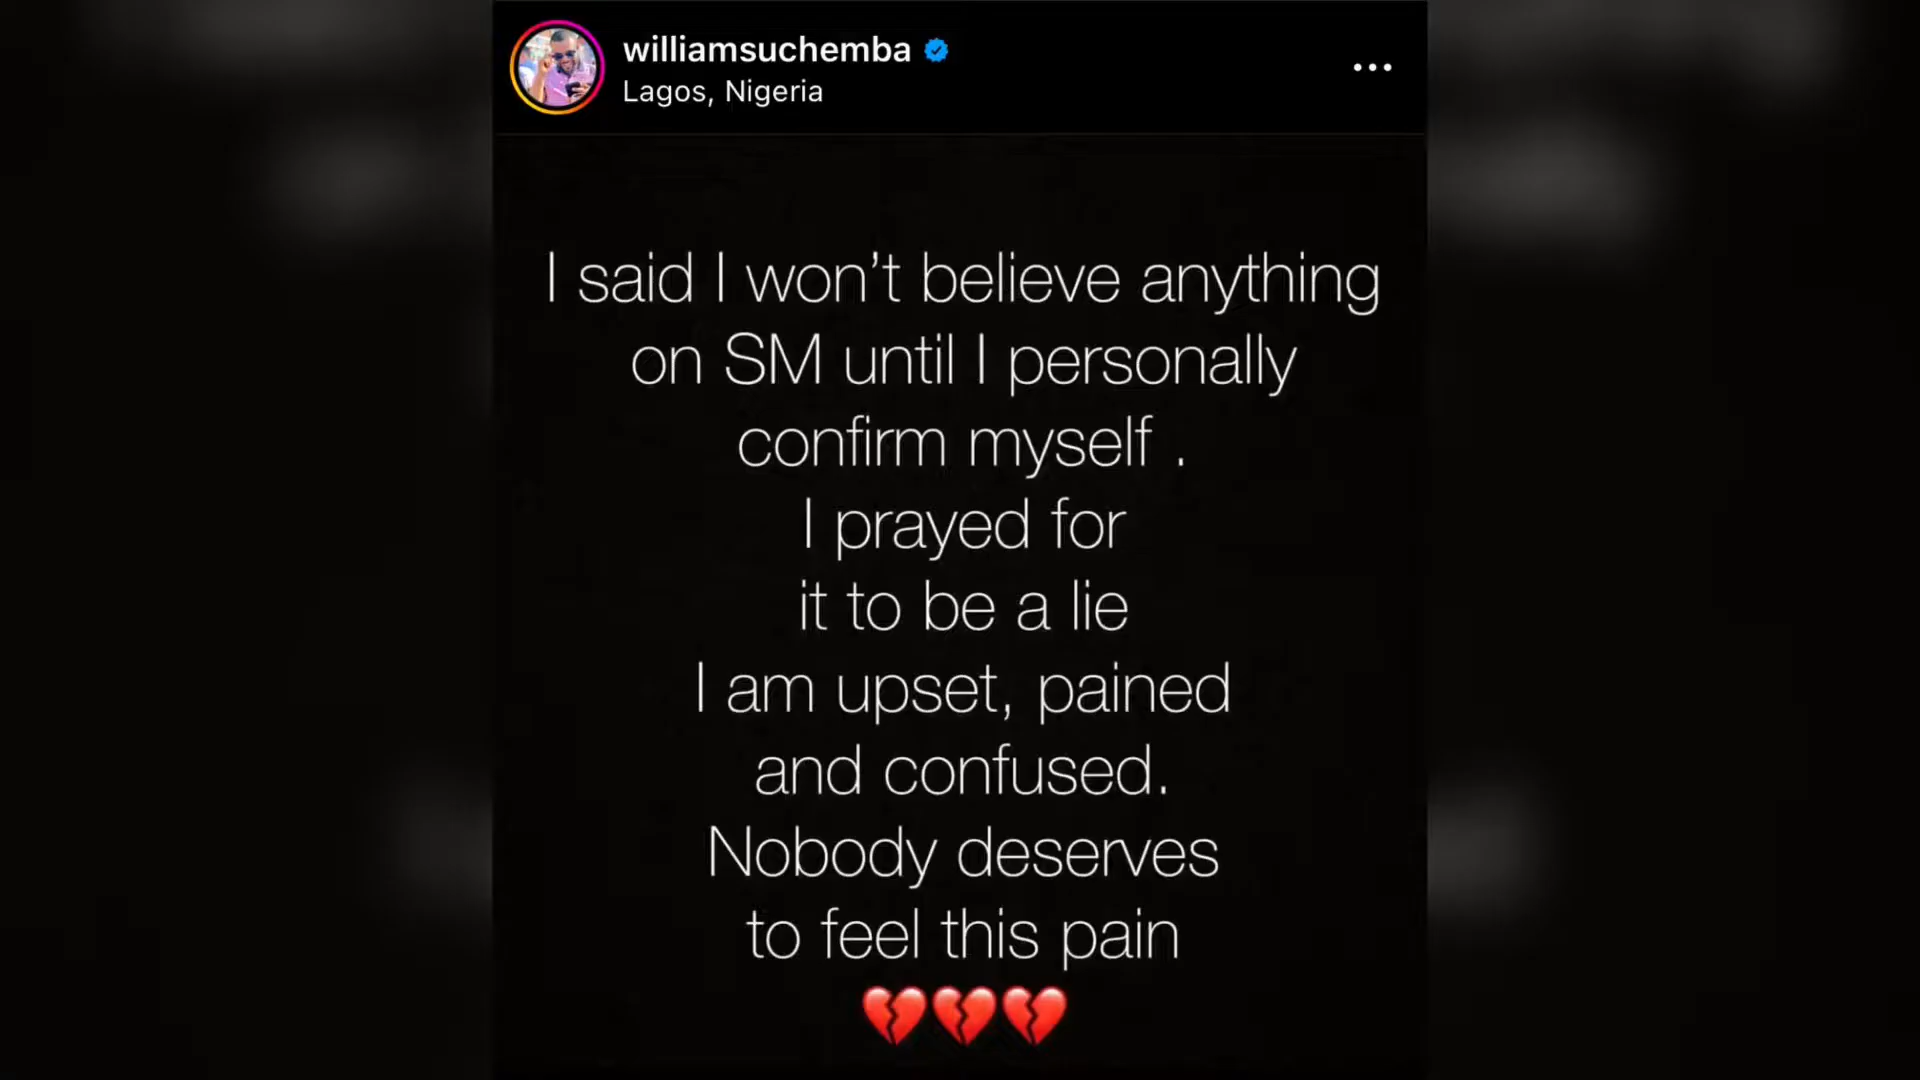 williamsuchemba
Lagos, Nigeria
I said I won’t believe anything
on SM until I personally
confirm myself .
I prayed for
it to be a lie
I am upset, pained
and confused.
Nobody deserves
to feel this pain
💔💔💔